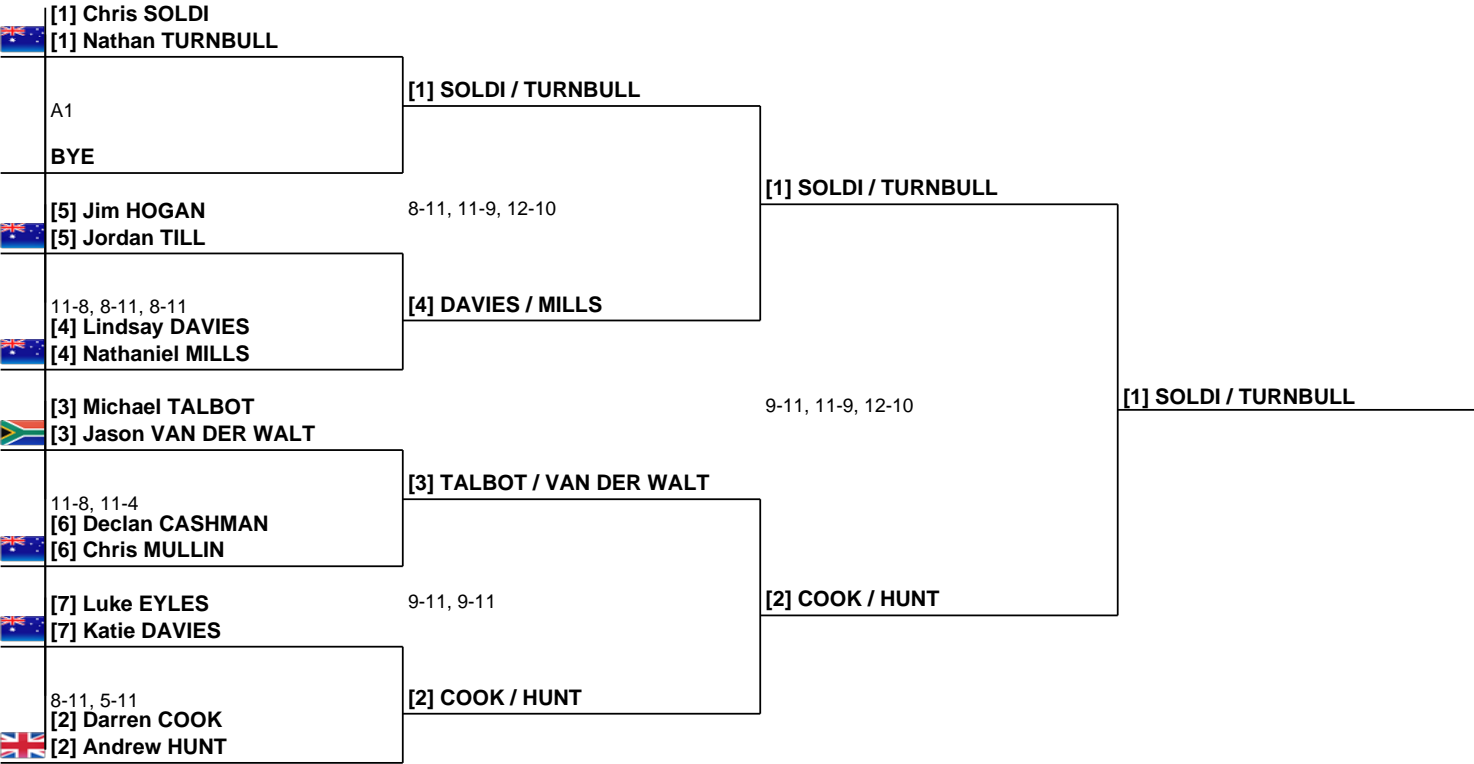 [1] Chris SOLDI
[1] Nathan TURNBULL
A1
BYE
[5] Jim HOGAN
[5] Jordan TILL
11-8, 8-11, 8-11
[4] Lindsay DAVIES
[4] Nathaniel MILLS
[3] Michael TALBOT
[3] Jason VAN DER WALT
11-8, 11-4
[6] Declan CASHMAN
[6] Chris MULLIN
[7] Luke EYLES
[7] Katie DAVIES
8-11, 5-11
[2] Darren COOK
[2] Andrew HUNT
[1] SOLDI / TURNBULL
8-11, 11-9, 12-10
[4] DAVIES / MILLS
[3] TALBOT / VAN DER WALT
9-11, 9-11
[2] COOK / HUNT
[1] SOLDI / TURNBULL
9-11, 11-9, 12-10
[2] COOK / HUNT
[1] SOLDI / TURNBULL